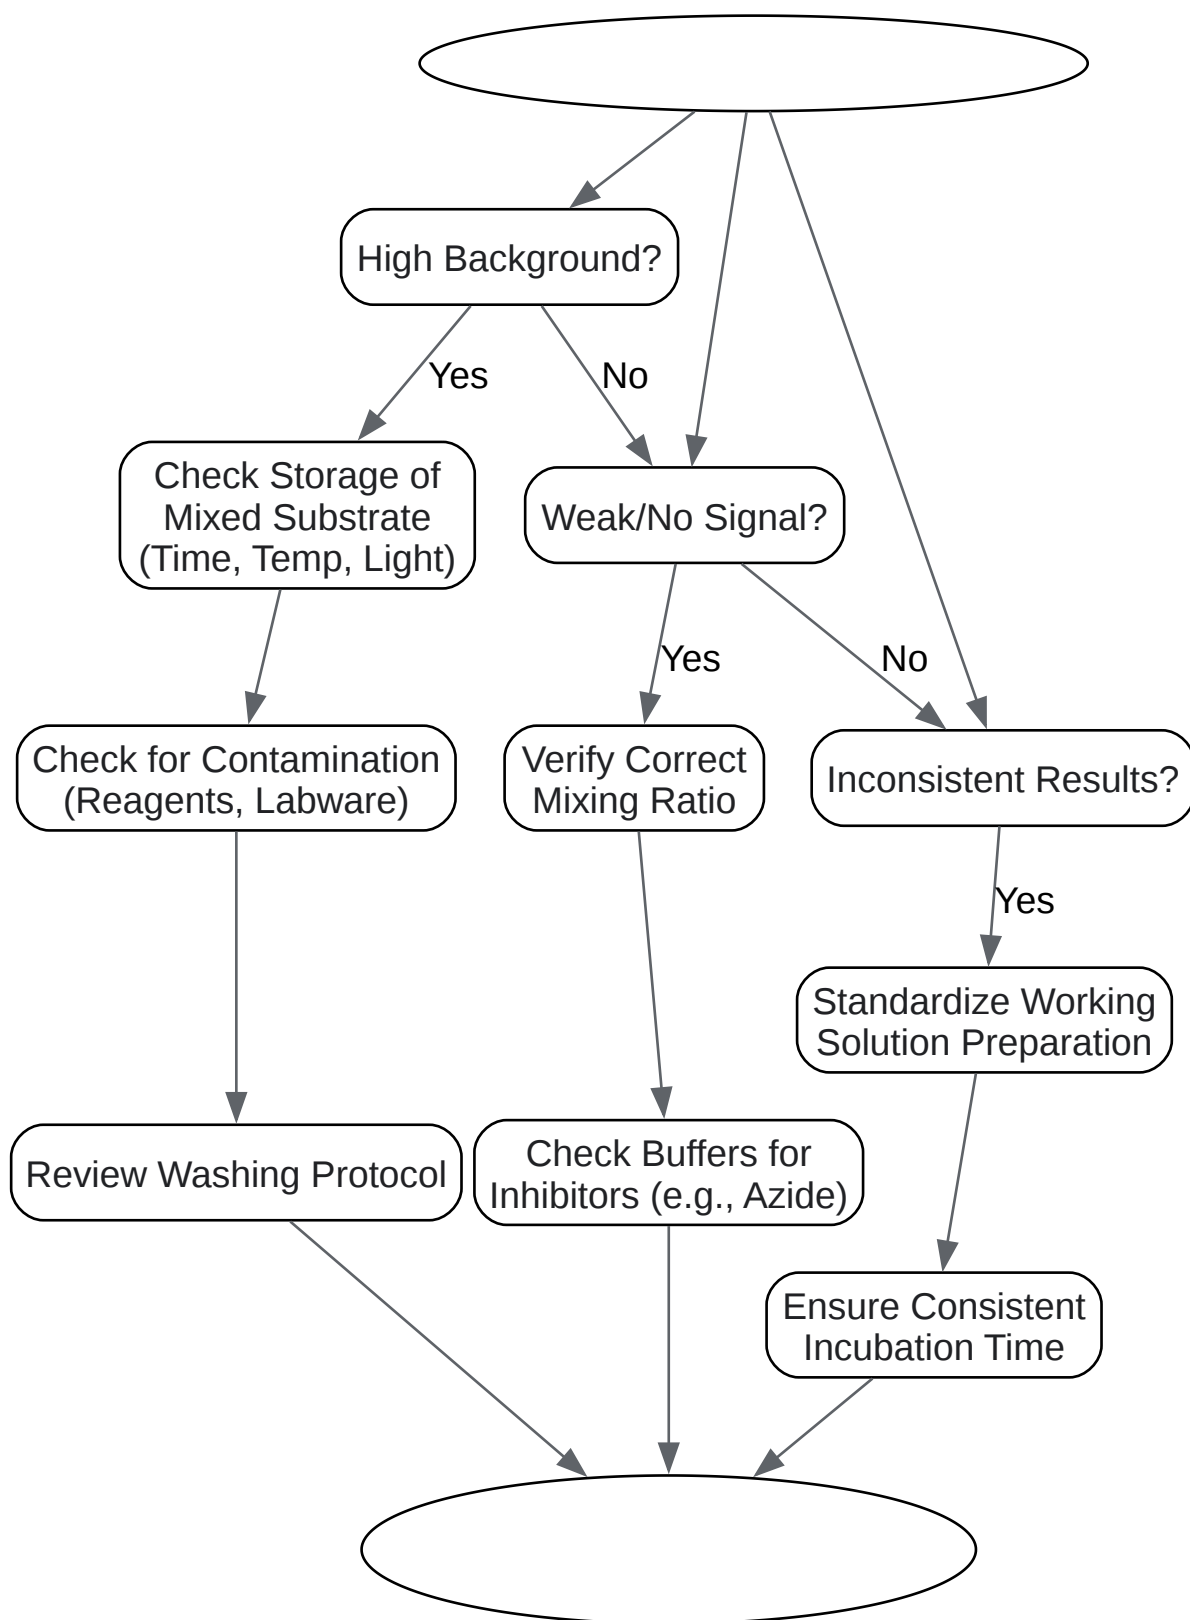 High Background?
Yes
No
Check Storage of
Mixed Substrate
(Time, Temp, Light)
Weak/No Signal?
Yes
No
Check for Contamination
(Reagents, Labware)
Verify Correct
Mixing Ratio
Inconsistent Results?
Yes
Standardize Working
Solution Preparation
Review Washing Protocol
Check Buffers for
Inhibitors (e.g., Azide)
Ensure Consistent
Incubation Time